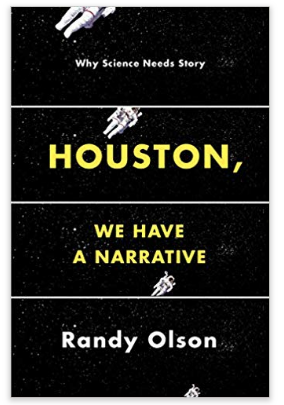 Why Science Needs Story
HOUSTON,
WE HAVE
A NARRATIVE
Randy Olson